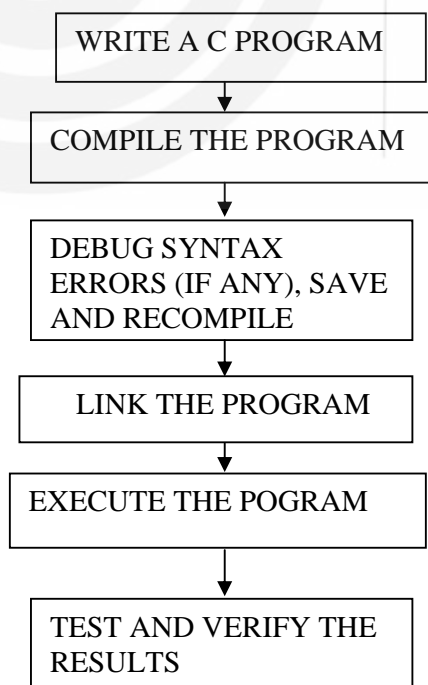 WRITE A C PROGRAM
COMPILE THE PROGRAM
DEBUG SYNTAX
ERRORS (IF ANY), SAVE
AND RECOMPILE
LINK THE PROGRAM
EXECUTE THE POGRAM
TEST AND VERIFY THE
RESULTS